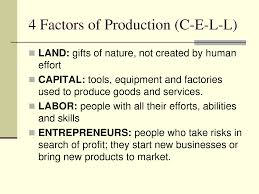 4 Factors of Production (C-E-L-L)
LAND: gifts of nature, not created by human
effort
CAPITAL: tools, equipment and factories
used to produce goods and services.
LABOR: people with all their efforts, abilities
and skills
ENTREPRENEURS: people who take risks in
search of profit; they start new businesses or
bring new products to market.